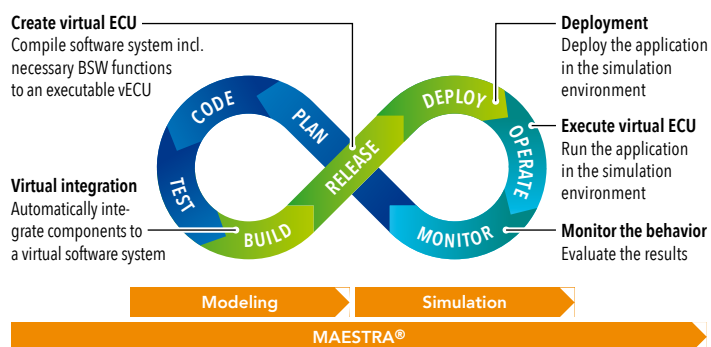 Create virtual ECU
Compile software system incl.
necessary BSW functions
to an executable vECU
Virtual integration
Automatically inte-
grate components to
a virtual software system
PLAN
CODE
TEST
BUILD
RELEASE
DEPLOY
OPERATE
MONITOR
Deployment
Deploy the application
in the simulation
environment
Execute virtual ECU
Run the application
in the simulation
environment
Monitor the behavior
Evaluate the results
Modeling
Simulation
MAESTRA®